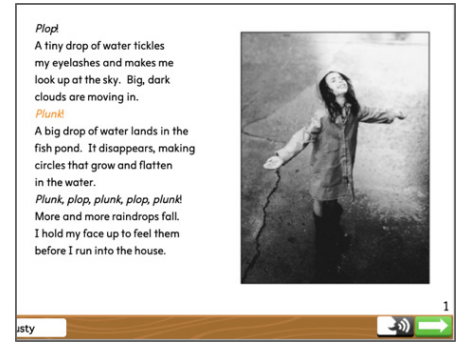 Plop!
A tiny drop of water tickles
my eyelashes and makes me
look up at the sky.  Big, dark
clouds are moving in.
Plunk!
A big drop of water lands in the
fish pond.  It disappears, making
circles that grow and flatten
in the water.
Plunk, plop, plunk, plop, plunk!
More and more raindrops fall.
I hold my face up to feel them
before I run into the house.
1
usty